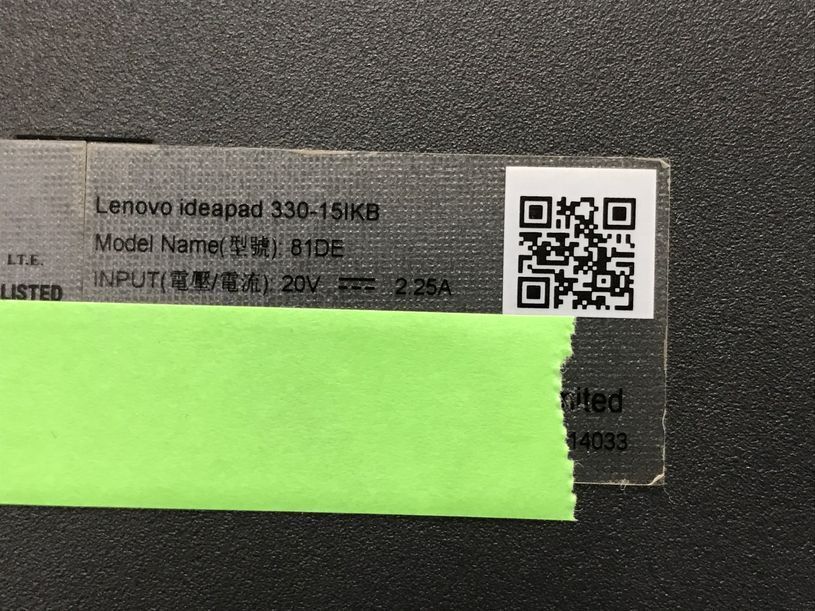 Lenovo ideapad 330-15IKB
Model Name(型號): 81DE
INPUT(電壓/電流) 20V ⎓ 2.25A
I.T.E.
LISTED
14033